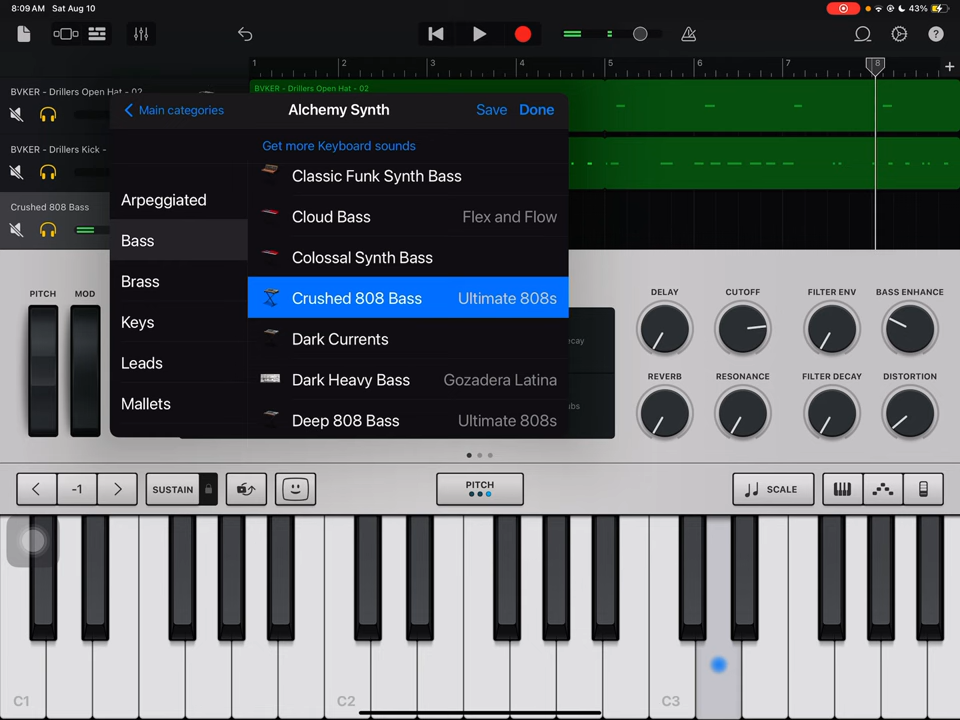 8:09 AM Sat Aug 10
43%
1 2 3 4 5 6 7 8
BVKER - Drillers Open Hat - 02
BVKER - Drillers Open Hat - 02
BVKER - Drillers Kick -
Crushed 808 Bass
Main categories
Alchemy Synth
Save
Done
Get more Keyboard sounds
Arpeggiated
Bass
Brass
Keys
Leads
Mallets
Classic Funk Synth Bass
Cloud Bass Flex and Flow
Colossal Synth Bass
Crushed 808 Bass Ultimate 808s
Dark Currents
Dark Heavy Bass Gozadera Latina
Deep 808 Bass Ultimate 808s
PITCH MOD
DELAY CUTOFF FILTER ENV BASS ENHANCE
REVERB RESONANCE FILTER DECAY DISTORTION
-1
SUSTAIN
PITCH
SCALE
C1 C2 C3